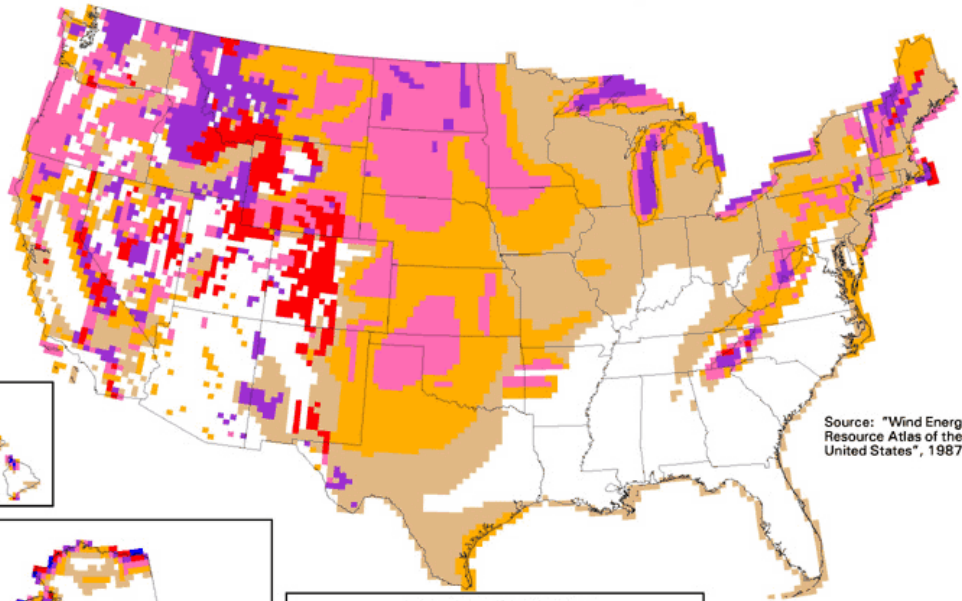 Source: "Wind Energ
Resource Atlas of the
United States", 1987